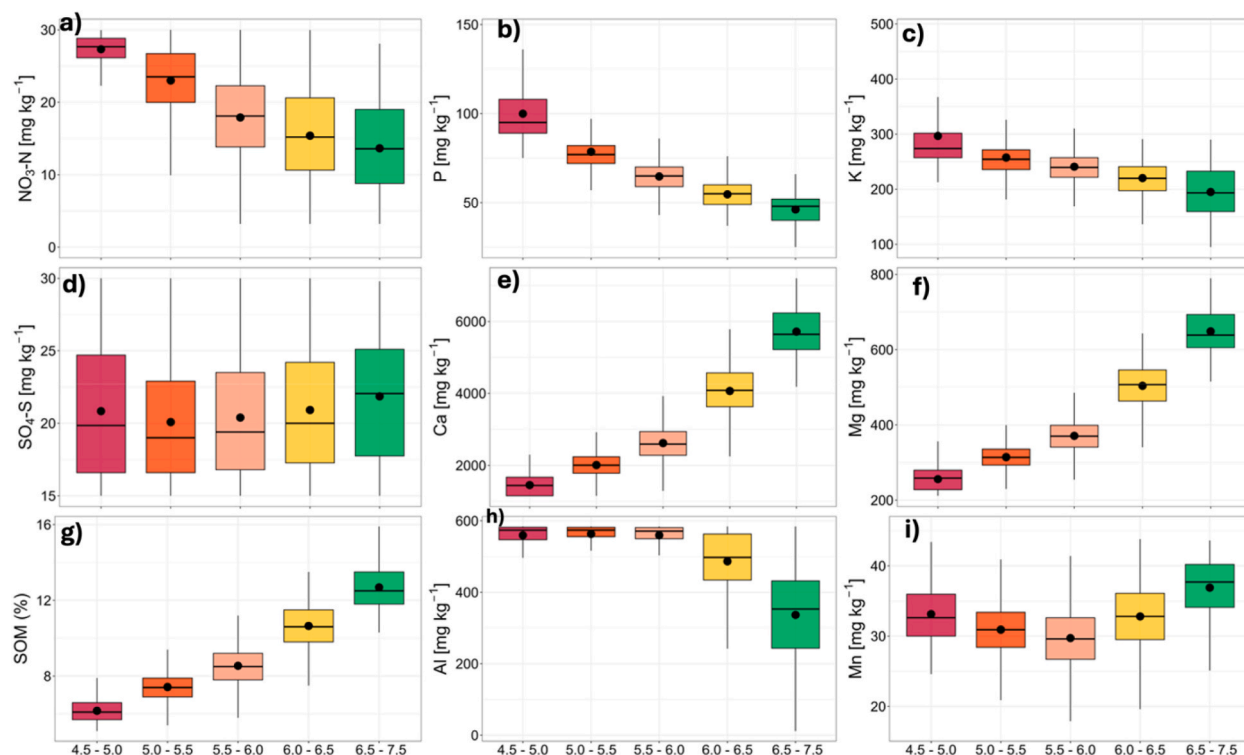 a)
NO₃-N [mg kg⁻¹]
30
20
10
0
b)
P [mg kg⁻¹]
150
100
50
c)
K [mg kg⁻¹]
500
400
300
200
100
d)
SO₄-S [mg kg⁻¹]
30
25
20
15
e)
Ca [mg kg⁻¹]
6000
4000
2000
f)
Mg [mg kg⁻¹]
800
600
400
200
g)
SOM (%)
16
12
8
4.5 - 5.0 5.0 - 5.5 5.5 - 6.0 6.0 - 6.5 6.5 - 7.5
h)
Al [mg kg⁻¹]
600
400
200
0
4.5 - 5.0 5.0 - 5.5 5.5 - 6.0 6.0 - 6.5 6.5 - 7.5
i)
Mn [mg kg⁻¹]
40
30
20
4.5 - 5.0 5.0 - 5.5 5.5 - 6.0 6.0 - 6.5 6.5 - 7.5